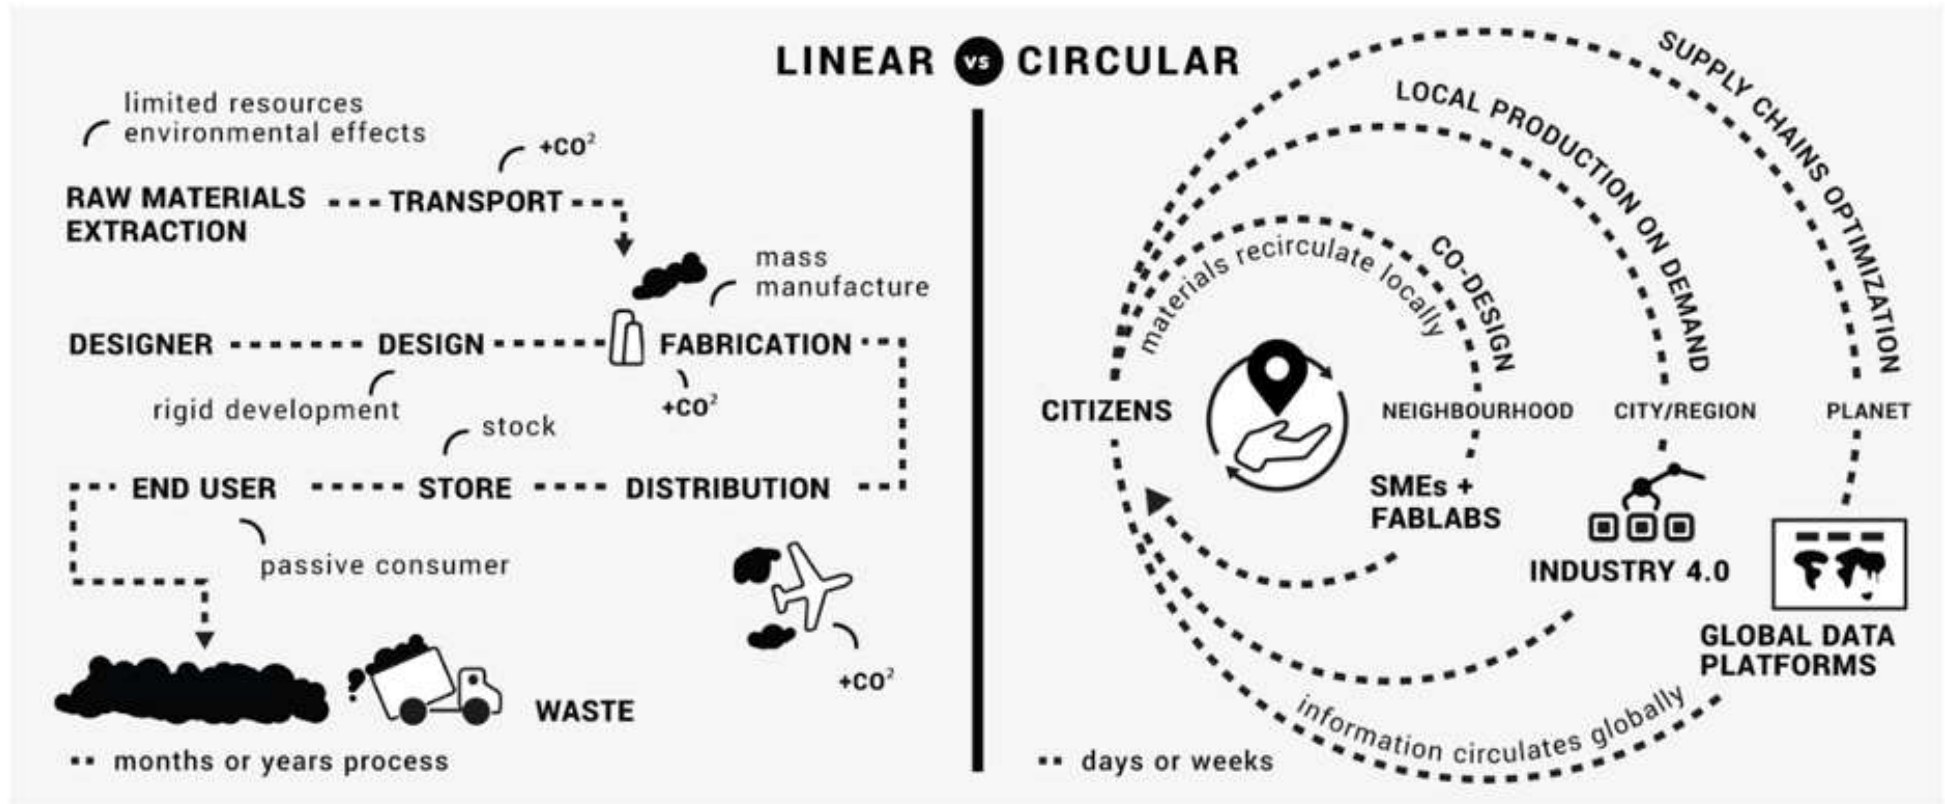 LINEAR vs CIRCULAR
limited resources
environmental effects
+CO²
RAW MATERIALS
EXTRACTION
TRANSPORT
mass
manufacture
DESIGNER
DESIGN
FABRICATION
rigid development
+CO²
stock
END USER
STORE
DISTRIBUTION
passive consumer
+CO²
WASTE
months or years process
SUPPLY CHAINS OPTIMIZATION
LOCAL PRODUCTION ON DEMAND
CO-DESIGN
materials recirculate locally
CITIZENS
NEIGHBOURHOOD
CITY/REGION
PLANET
SMEs +
FABLABS
INDUSTRY 4.0
GLOBAL DATA
PLATFORMS
information circulates globally
days or weeks